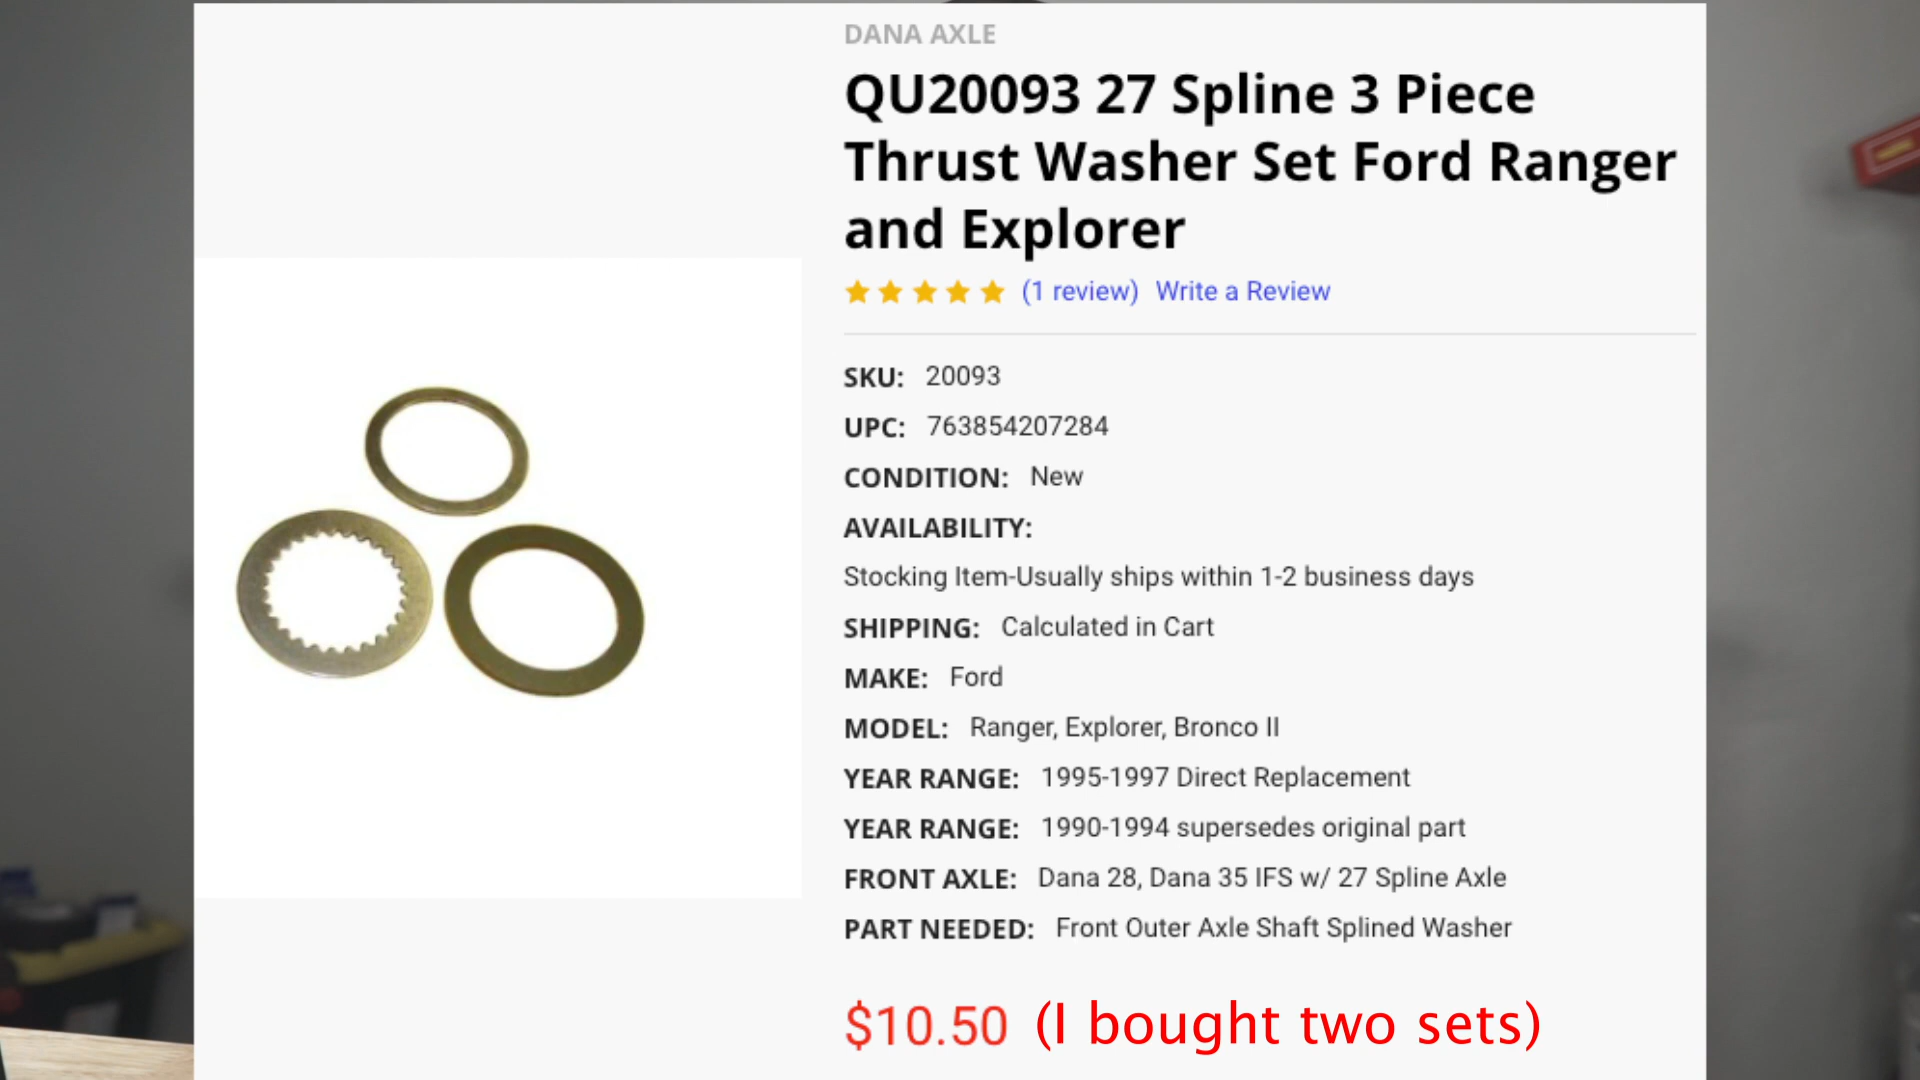 DANA AXLE
QU20093 27 Spline 3 Piece
Thrust Washer Set Ford Ranger
and Explorer
(1 review) Write a Review
SKU: 20093
UPC: 763854207284
CONDITION: New
AVAILABILITY:
Stocking Item-Usually ships within 1-2 business days
SHIPPING: Calculated in Cart
MAKE: Ford
MODEL: Ranger, Explorer, Bronco II
YEAR RANGE: 1995-1997 Direct Replacement
YEAR RANGE: 1990-1994 supersedes original part
FRONT AXLE: Dana 28, Dana 35 IFS w/ 27 Spline Axle
PART NEEDED: Front Outer Axle Shaft Splined Washer
$10.50 (I bought two sets)